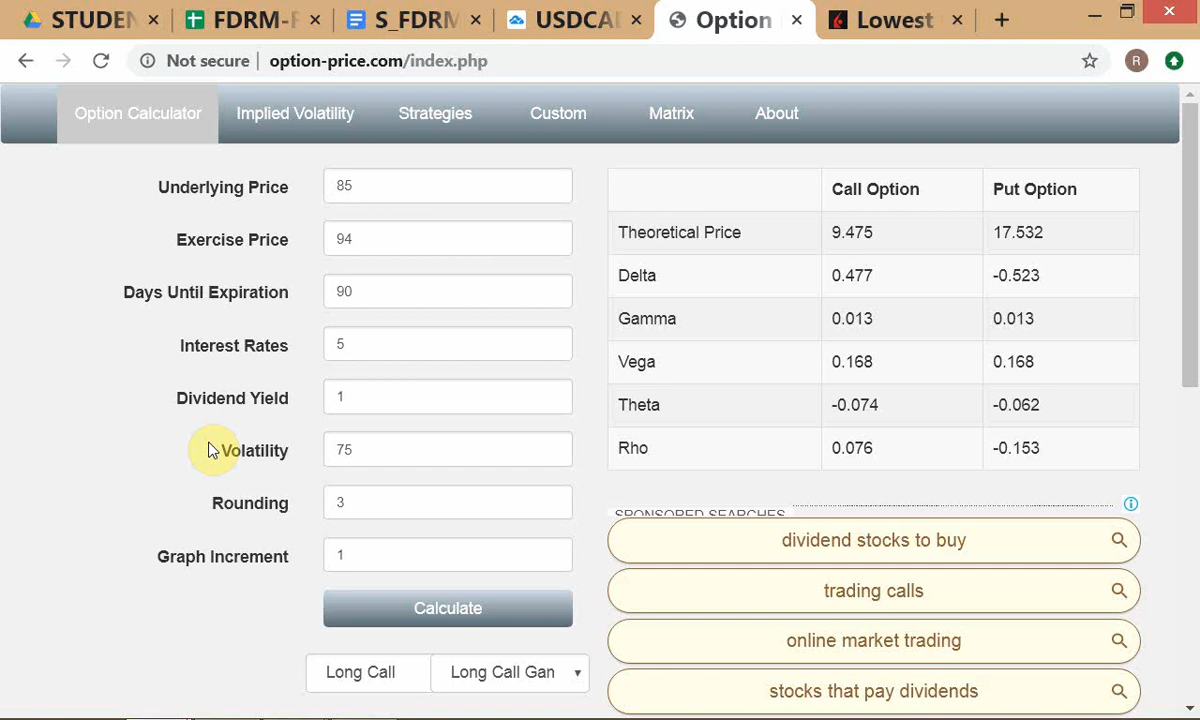 STUDEN
FDRM-F
S_FDRM
USDCAI
Option
Lowest
Not secure
option-price.com/index.php
R
Option Calculator
Implied Volatility
Strategies
Custom
Matrix
About
Underlying Price 85
Exercise Price 94
Days Until Expiration 90
Interest Rates 5
Dividend Yield 1
Volatility 75
Rounding 3
Graph Increment 1
Calculate
Long Call
Long Call Gan
Call Option Put Option
Theoretical Price 9.475 17.532
Delta 0.477 -0.523
Gamma 0.013 0.013
Vega 0.168 0.168
Theta -0.074 -0.062
Rho 0.076 -0.153
SPONSORED SEARCHES
dividend stocks to buy
trading calls
online market trading
stocks that pay dividends